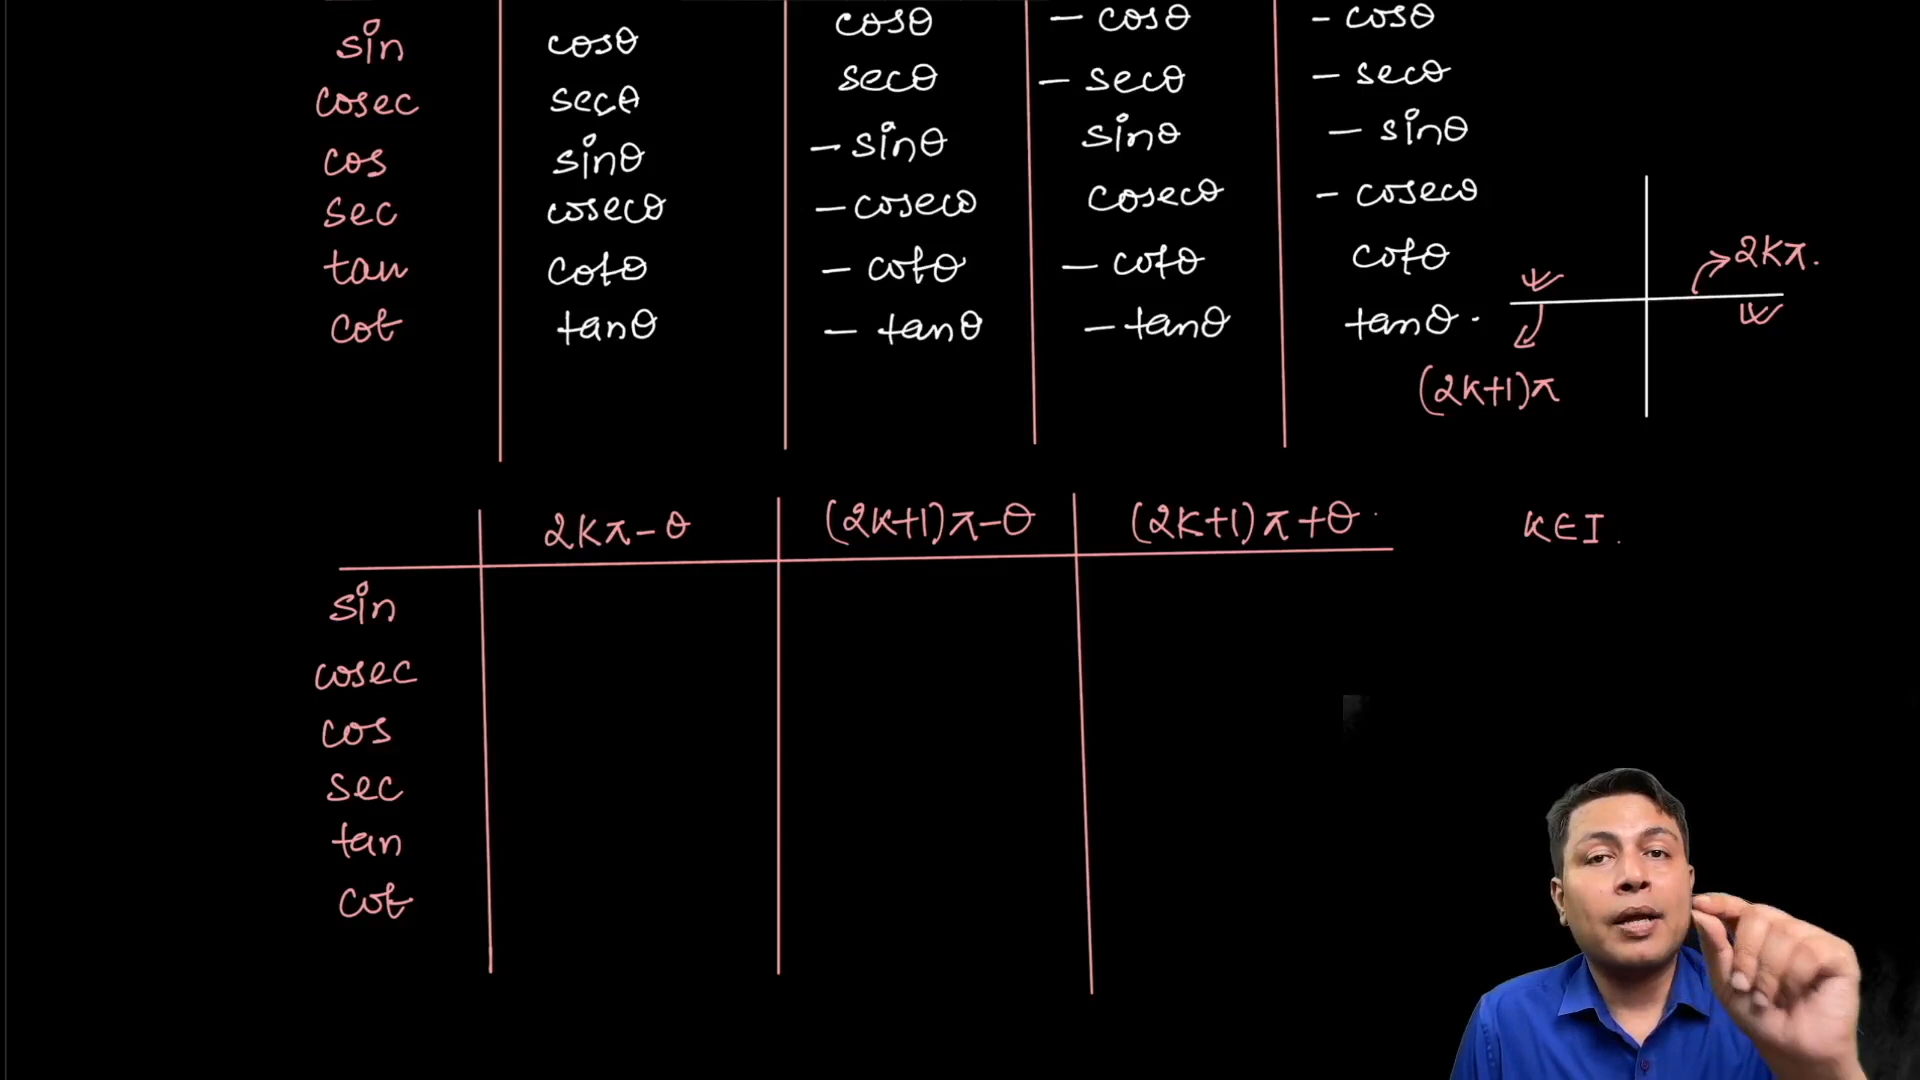 sin cosθ cosθ - cosθ - cosθ
cosec secθ secθ - secθ - secθ
cos sinθ - sinθ sinθ - sinθ
sec cosecθ - cosecθ cosecθ - cosecθ
tan cotθ - cotθ - cotθ cotθ
cot tanθ - tanθ - tanθ tanθ.
2Kπ.
(2K+1)π
2Kπ-θ (2K+1)π-θ (2K+1)π+θ K∈I.
sin
cosec
cos
sec
tan
cot